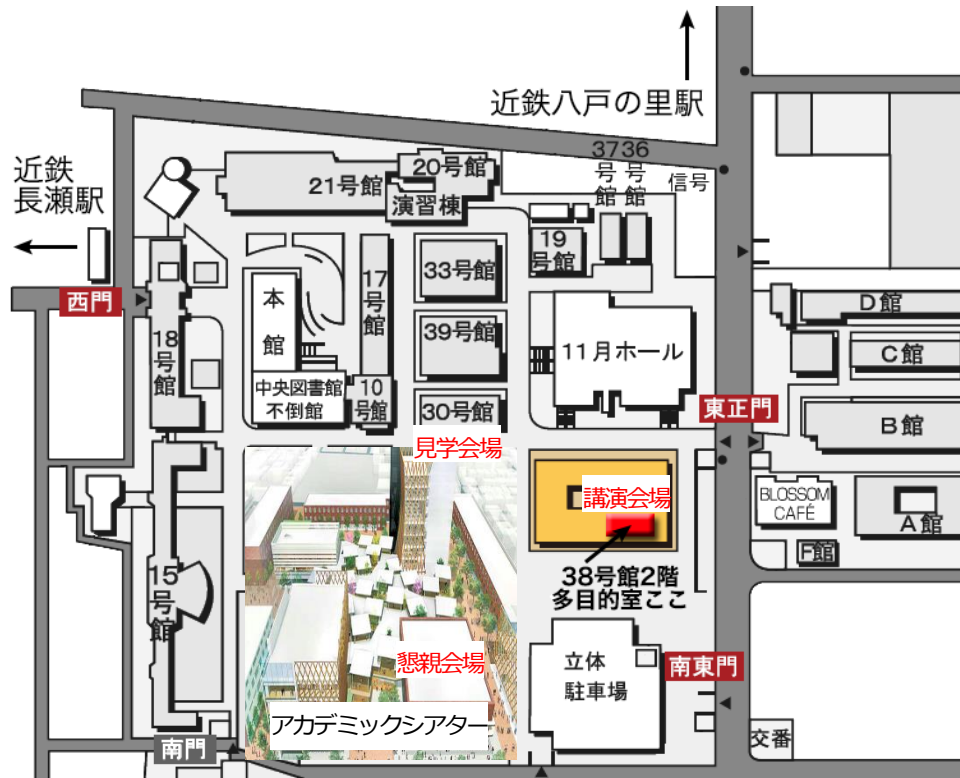 近鉄八戸の里駅
近鉄
長瀬駅
37
号
館
36
号
館
信号
20号館
21号館
演習棟
19
号館
西門
本
館
17
号
館
33号館
18
号
館
39号館
11月ホール
中央図書館
不倒館
10
号館
30号館
D館
C館
B館
東正門
見学会場
講演会場
BLOSSOM
CAFÉ
A館
F館
38号館2階
多目的室ここ
15
号
館
懇親会場
立体
駐車場
南東門
アカデミックシアター
南門
交番